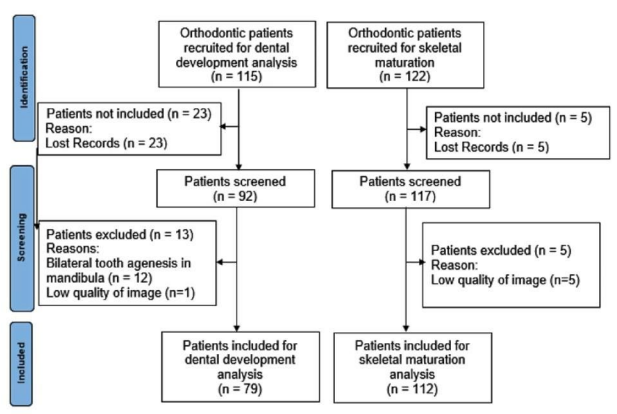 Identification
Orthodontic patients
recruited for dental
development analysis
(n = 115)
Orthodontic patients
recruited for skeletal
maturation
(n = 122)
Patients not included (n = 23)
Reason:
Lost Records (n = 23)
Patients not included (n = 5)
Reason:
Lost Records (n = 5)
Screening
Patients screened
(n = 92)
Patients screened
(n = 117)
Patients excluded (n = 13)
Reasons:
Bilateral tooth agenesis in
mandibula (n = 12)
Low quality of image (n=1)
Patients excluded (n = 5)
Reason:
Low quality of image (n=5)
Included
Patients included for
dental development
analysis
(n = 79)
Patients included for
skeletal maturation
analysis
(n = 112)